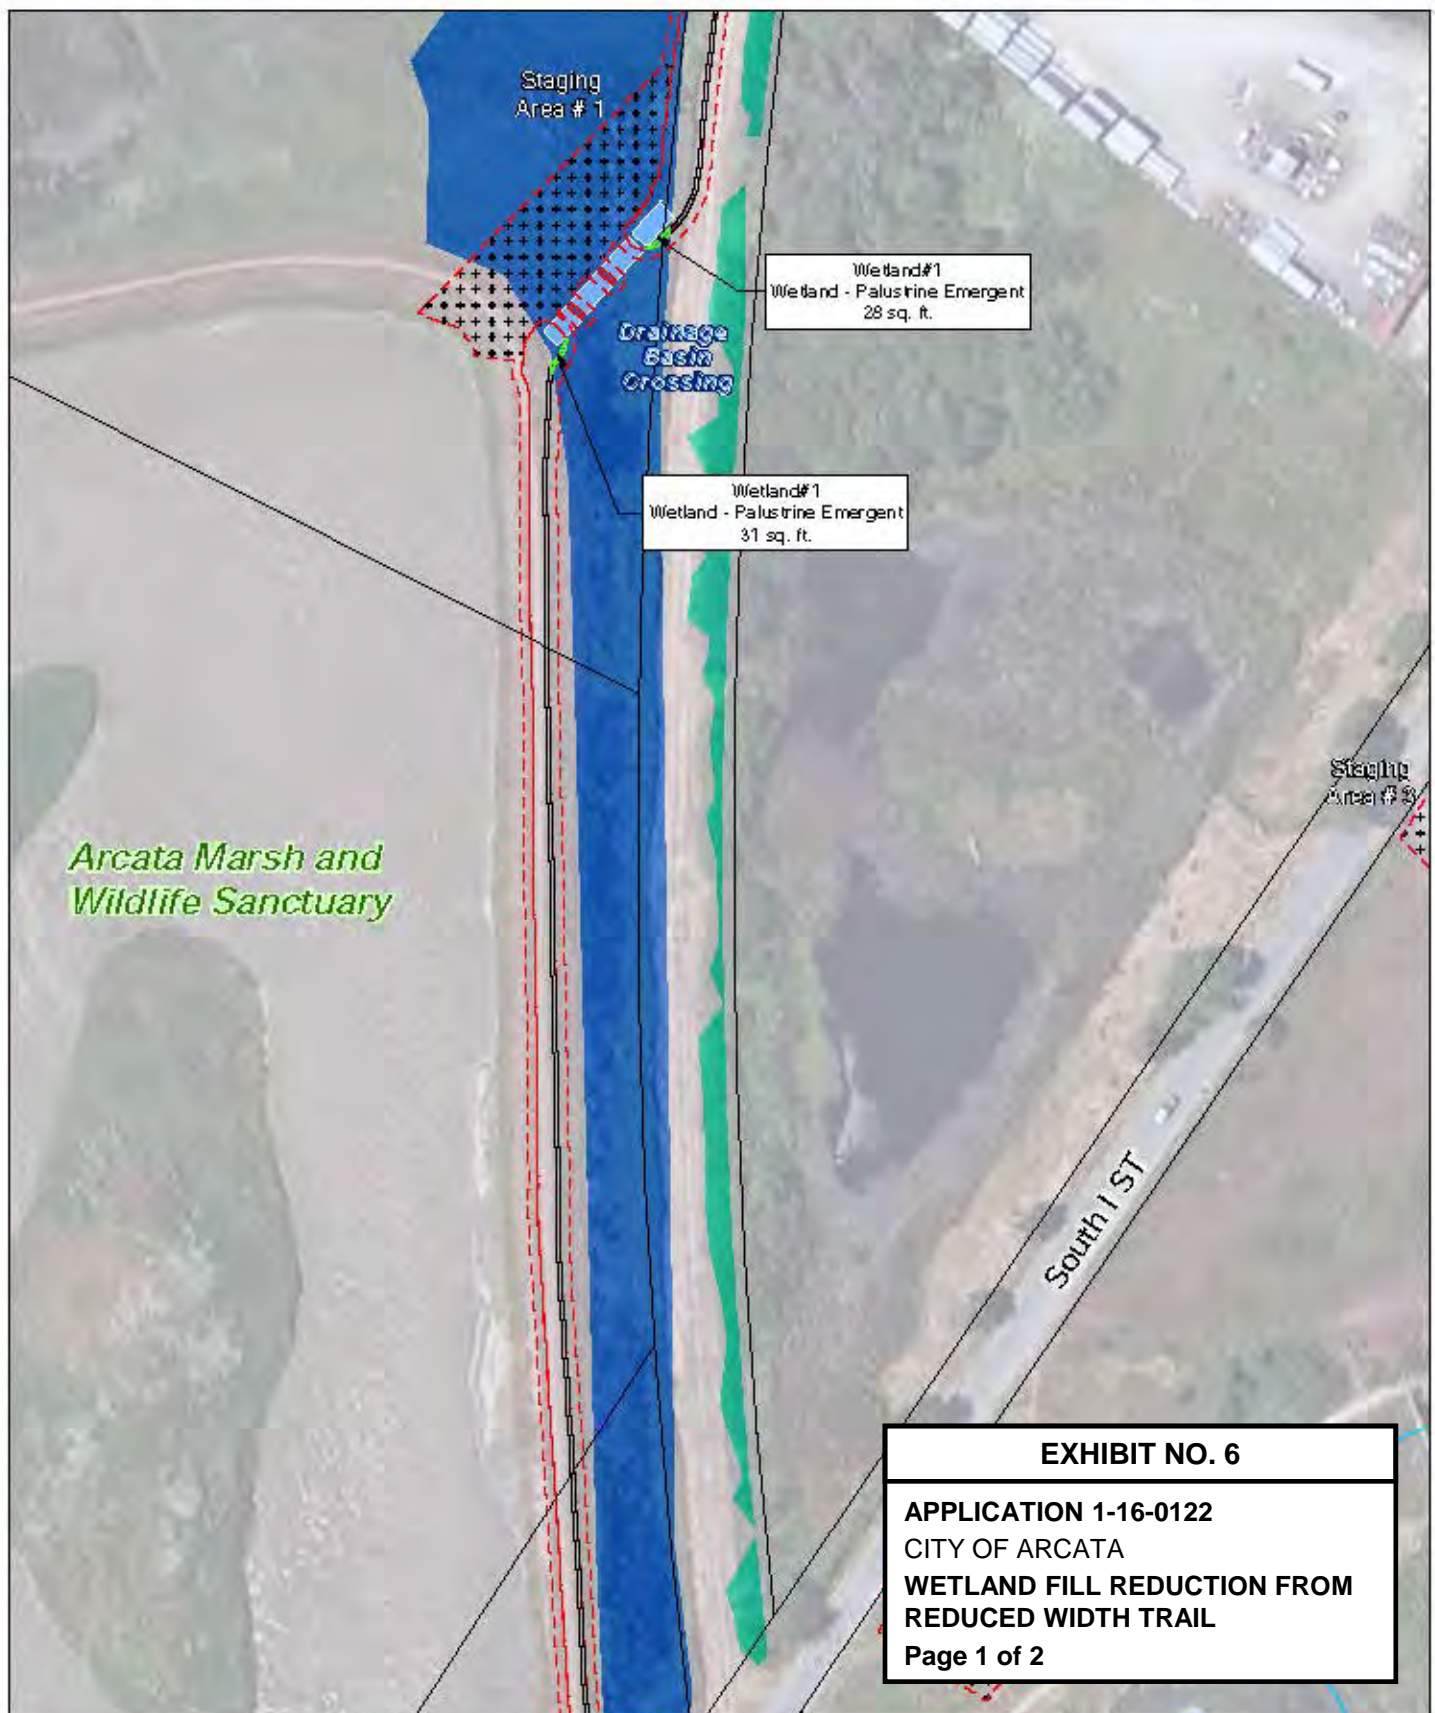 Staging
Area # 1
Wetland#1
Wetland - Palustrine Emergent
28 sq. ft.
Drainage
Basin
Crossing
Wetland#1
Wetland - Palustrine Emergent
31 sq. ft.
Staging
Area # 3
Arcata Marsh and
Wildlife Sanctuary
South I ST
EXHIBIT NO. 6
APPLICATION 1-16-0122
CITY OF ARCATA
WETLAND FILL REDUCTION FROM
REDUCED WIDTH TRAIL
Page 1 of 2